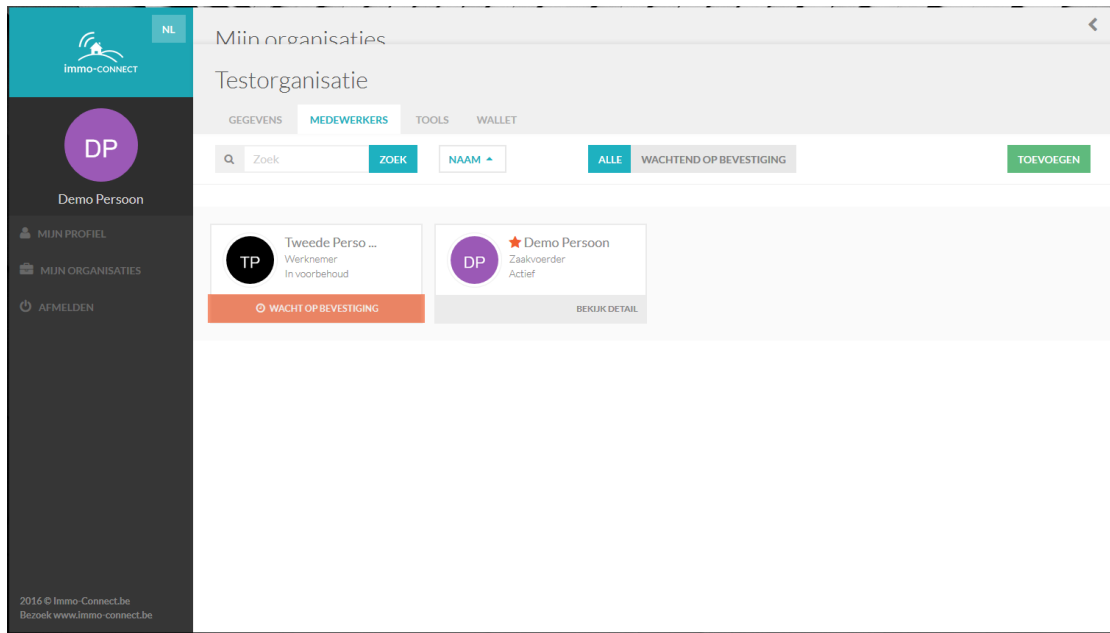 NL
immo-CONNECT
DP
Demo Persoon
MIJN PROFIEL
MIJN ORGANISATIES
AFMELDEN
2016 © Immo-Connect.be
Bezoek www.immo-connect.be
Mijn organisaties
Testorganisatie
GEGEVENS MEDEWERKERS TOOLS WALLET
Zoek ZOEK NAAM ALLE WACHTEND OP BEVESTIGING TOEVOEGEN
TP
Tweede Perso ...
Werknemer
In voorbehoud
WACHT OP BEVESTIGING
DP
Demo Persoon
Zaakvoerder
Actief
BEKIJK DETAIL